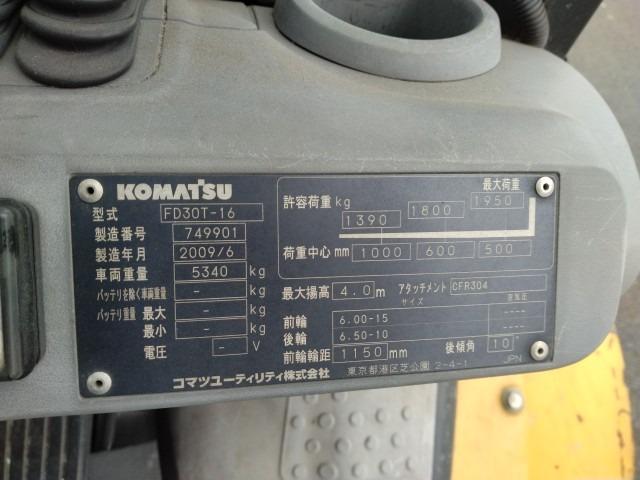 KOMATSU
型式 FD30T-16
製造番号 749901
製造年月 2009/6
車両重量 5340 kg
バッテリを除く車両重量 - kg
バッテリ重量 最大 - kg
最小 - kg
電圧 - V
最大荷重
許容荷重 kg 1390 1800 1950
荷重中心 mm 1000 600 500
最大揚高 4.0 m アタッチメント CFR304
サイズ 空気圧
前輪 6.00-15 ----
後輪 6.50-10 ----
前輪輪距 1150 mm 後傾角 10°
JPN
コマツユーティリティ株式会社 東京都港区芝公園 2-4-1